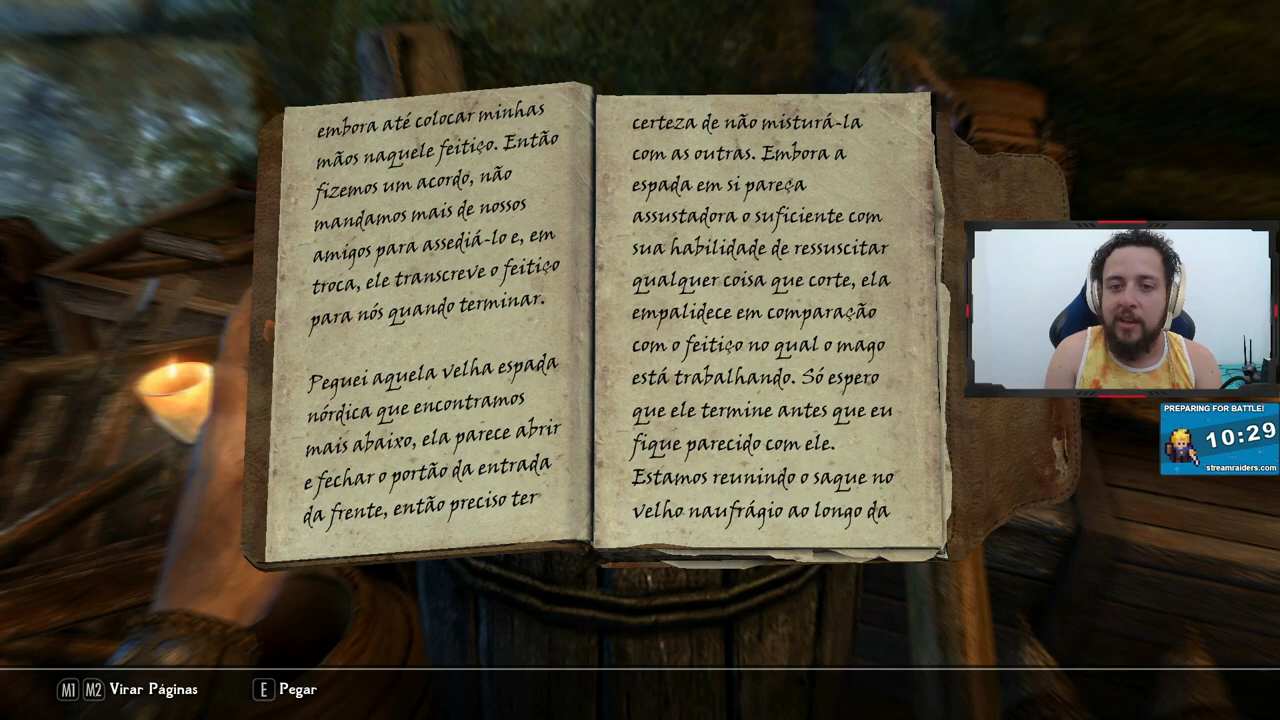 embora até colocar minhas
mãos naquele feitiço. Então
fizemos um acordo, não
mandamos mais de nossos
amigos para assediá-lo e, em
troca, ele transcreve o feitiço
para nós quando terminar.
Peguei aquela velha espada
nórdica que encontramos
mais abaixo, ela parece abrir
e fechar o portão da entrada
da frente, então preciso ter
certeza de não misturá-la
com as outras. Embora a
espada em si pareça
assustadora o suficiente com
sua habilidade de ressuscitar
qualquer coisa que corte, ela
empalidece em comparação
com o feitiço no qual o mago
está trabalhando. Só espero
que ele termine antes que eu
fique parecido com ele.
Estamos reunindo o saque no
velho naufrágio ao longo da
PREPARING FOR BATTLE!
10:29
streamraiders.com
M1 M2 Virar Páginas
E Pegar